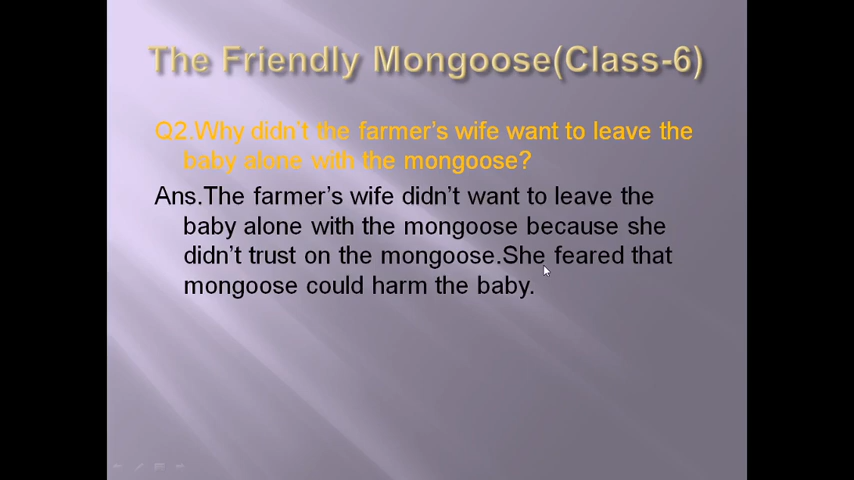 The Friendly Mongoose(Class-6)
Q2.Why didn't the farmer's wife want to leave the
baby alone with the mongoose?
Ans.The farmer's wife didn't want to leave the
baby alone with the mongoose because she
didn't trust on the mongoose.She feared that
mongoose could harm the baby.